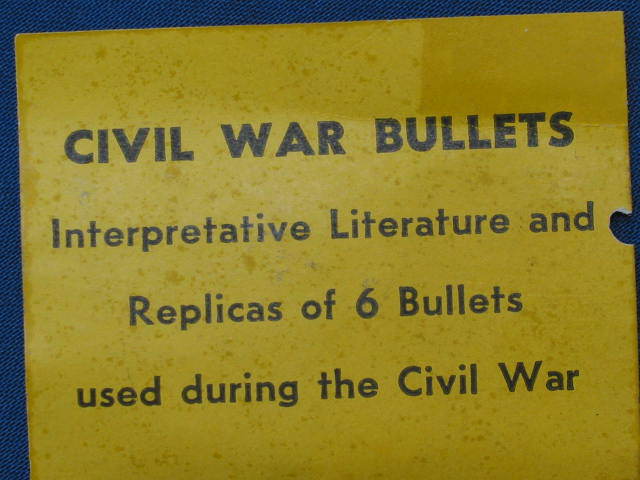 CIVIL WAR BULLETS
Interpretative Literature and
Replicas of 6 Bullets
used during the Civil War